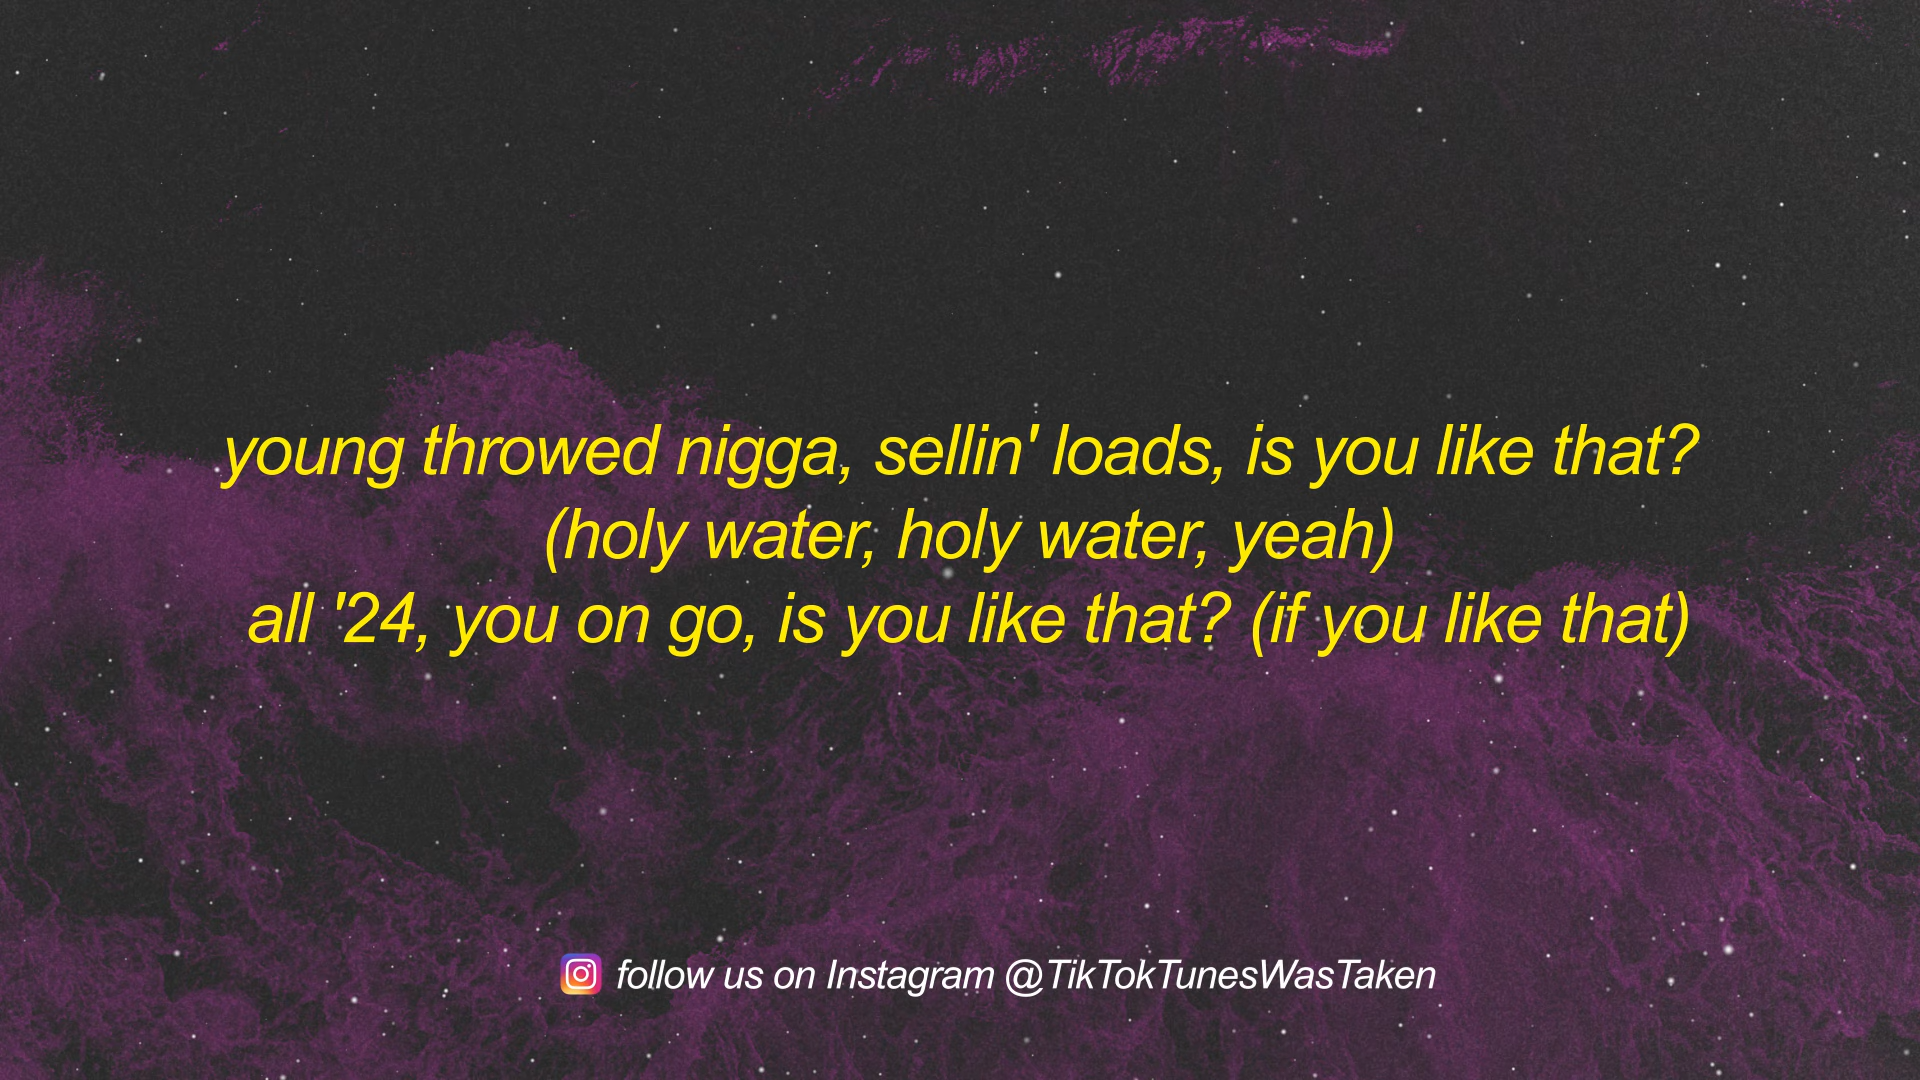 young throwed nigga, sellin' loads, is you like that?
(holy water, holy water, yeah)
all '24, you on go, is you like that? (if you like that)
follow us on Instagram @TikTokTunesWasTaken